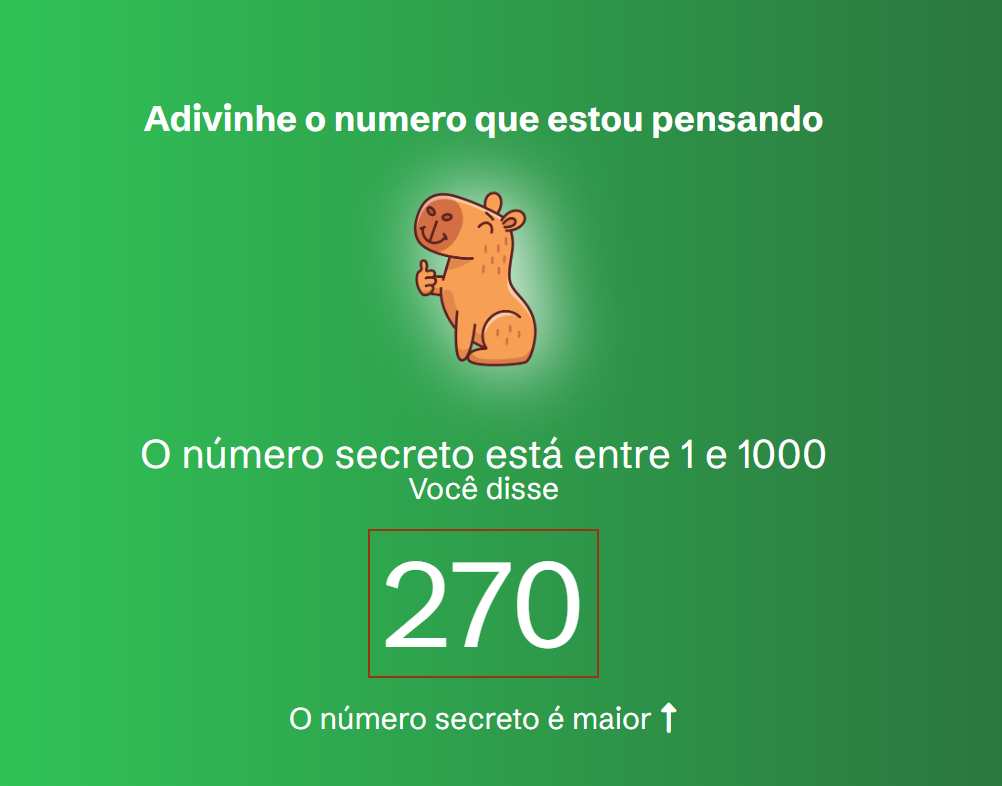 Adivinhe o numero que estou pensando
O número secreto está entre 1 e 1000
Você disse
270
O número secreto é maior ↑